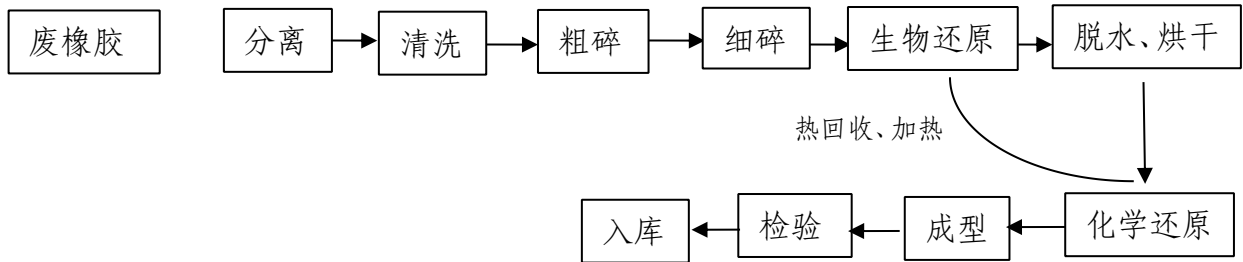 废橡胶
分离
清洗
粗碎
细碎
生物还原
脱水、烘干
热回收、加热
入库
检验
成型
化学还原